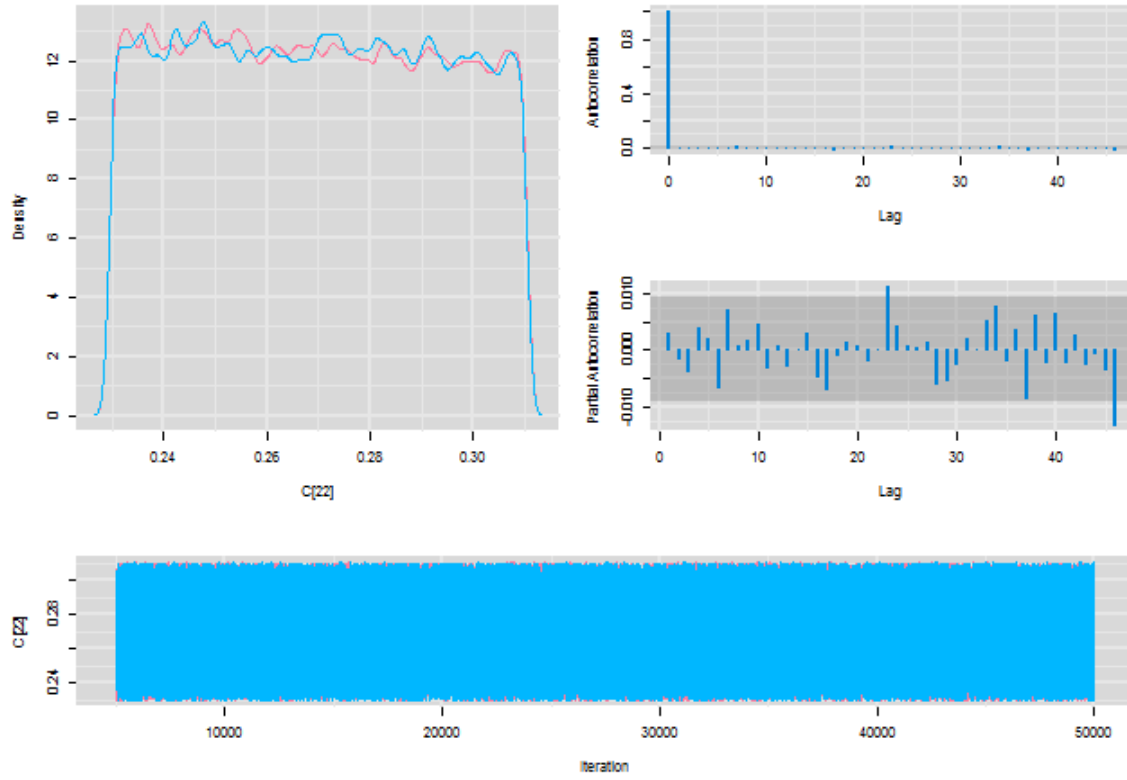 Density
0 2 4 6 8 10 12
0.24 0.26 0.28 0.30
C[22]
Autocorrelation
0.0 0.4 0.8
0 10 20 30 40
Lag
Partial Autocorrelation
-0.010 0.000 0.010
0 10 20 30 40
Lag
C[22]
0.24 0.28
10000 20000 30000 40000 50000
Iteration